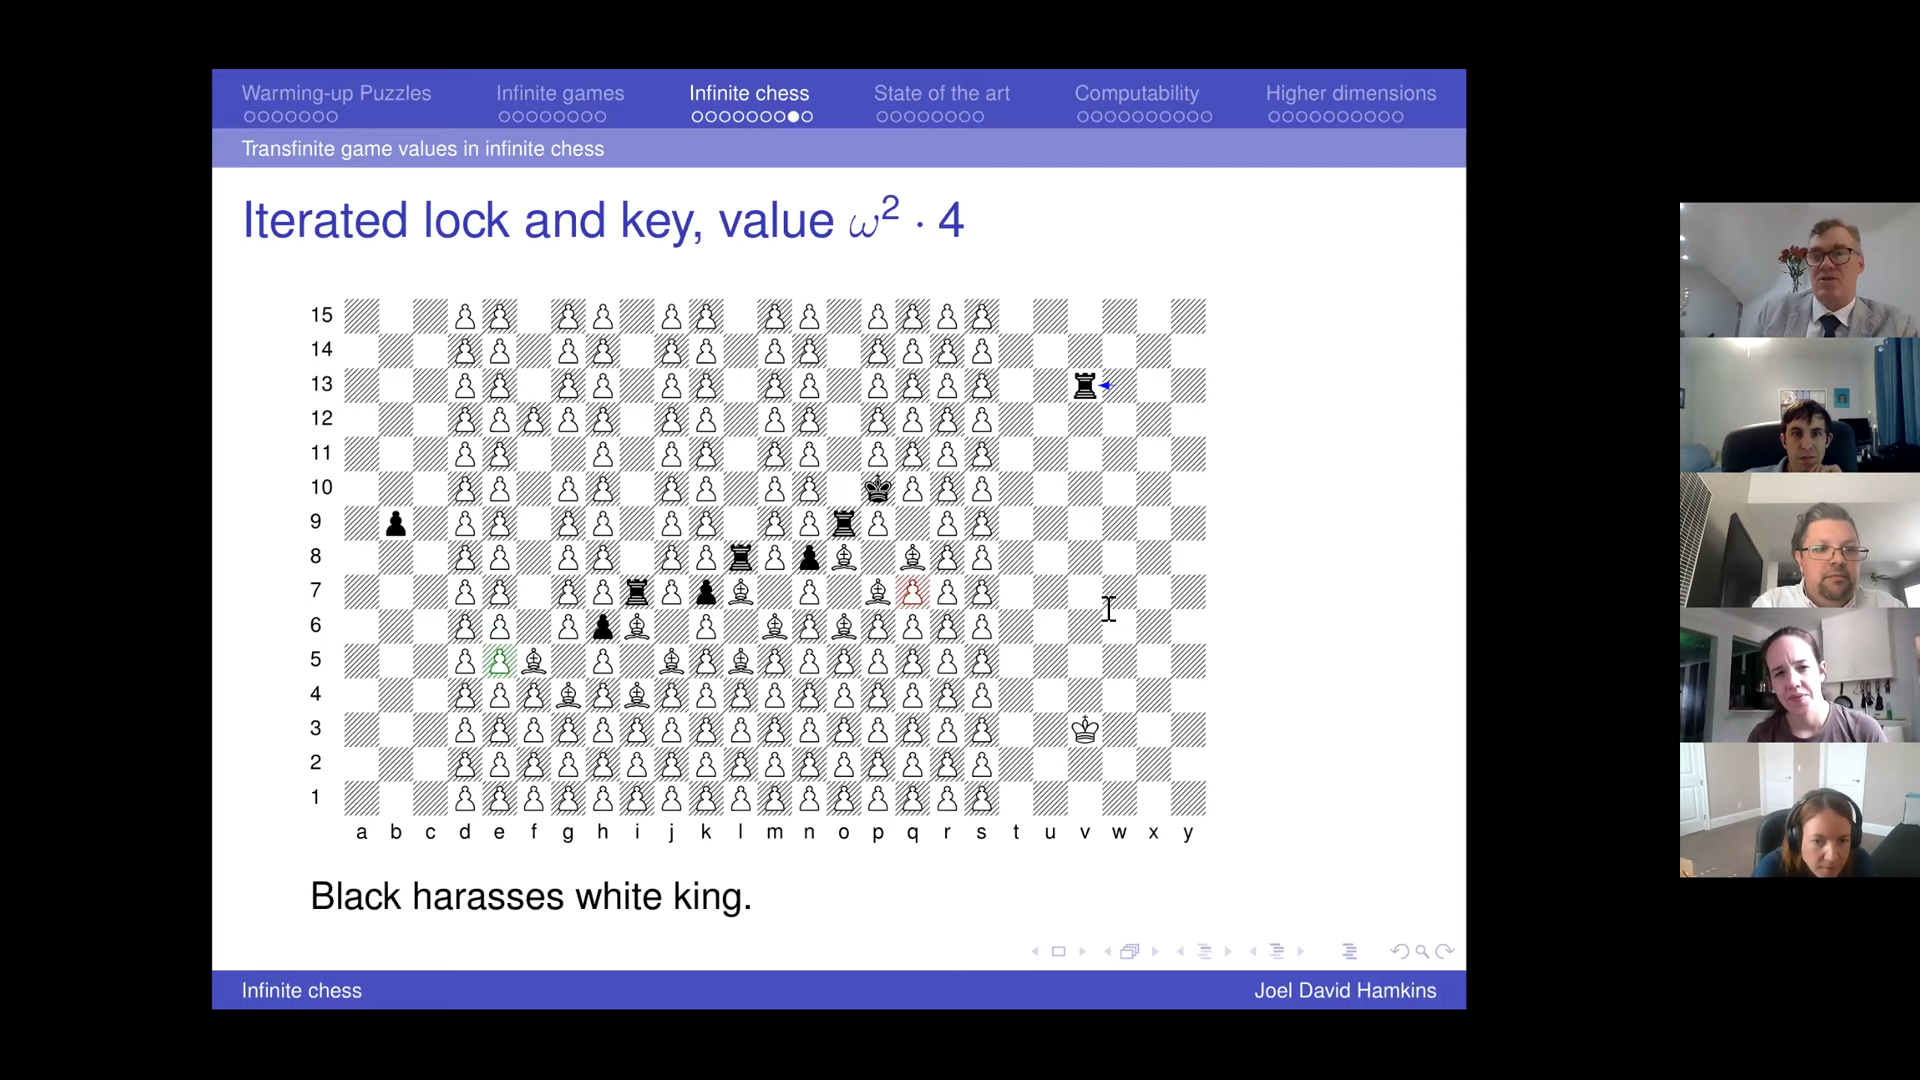 Warming-up Puzzles Infinite games Infinite chess State of the art Computability Higher dimensions
Transfinite game values in infinite chess
Iterated lock and key, value ω² · 4
15
14
13
12
11
10
9
8
7
6
5
4
3
2
1
a b c d e f g h i j k l m n o p q r s t u v w x y
Black harasses white king.
Infinite chess Joel David Hamkins